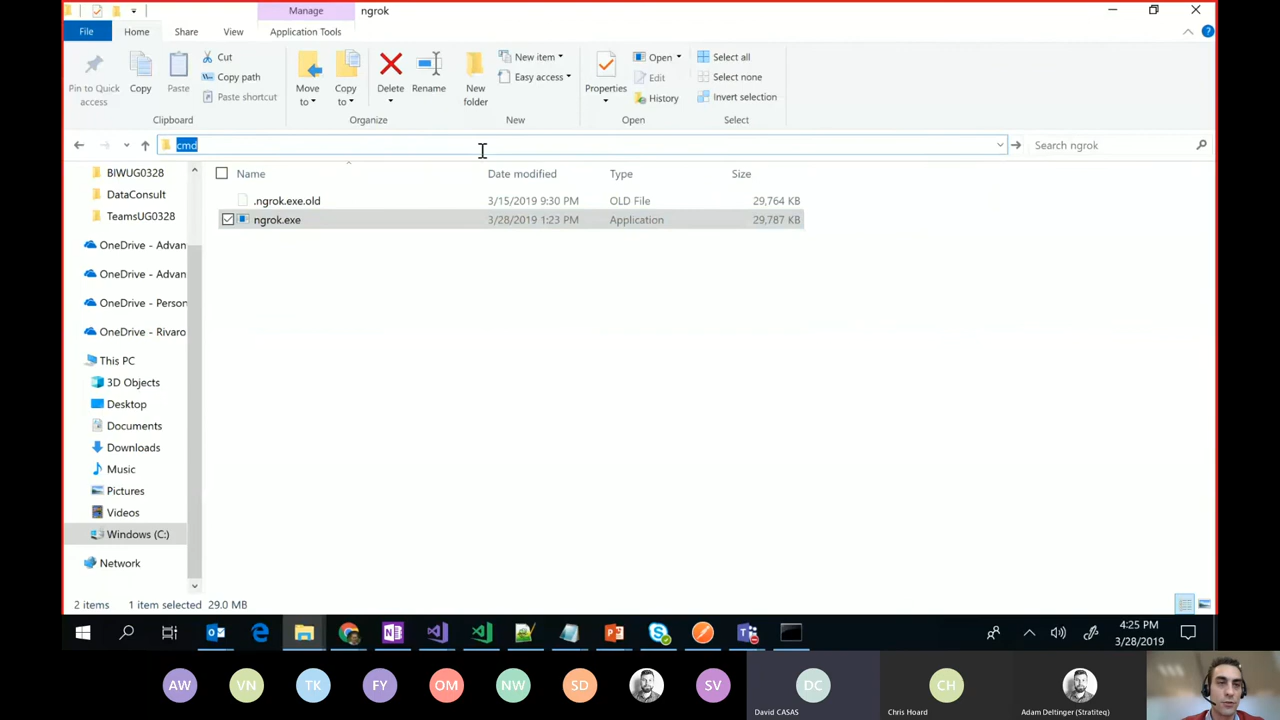 Manage
ngrok
File
Home
Share
View
Application Tools
Pin to Quick access
Copy
Paste
Cut
Copy path
Paste shortcut
Move to
Copy to
Delete
Rename
New folder
New item
Easy access
Properties
Open
Edit
History
Select all
Select none
Invert selection
Clipboard
Organize
New
Open
Select
cmd
Search ngrok
Name
Date modified
Type
Size
.ngrok.exe.old
3/15/2019 9:30 PM
OLD File
29,764 KB
ngrok.exe
3/28/2019 1:23 PM
Application
29,787 KB
BIWUG0328
DataConsult
TeamsUG0328
OneDrive - Advan
OneDrive - Advan
OneDrive - Person
OneDrive - Rivaro
This PC
3D Objects
Desktop
Documents
Downloads
Music
Pictures
Videos
Windows (C:)
Network
2 items
1 item selected
29.0 MB
4:25 PM
3/28/2019
AW
VN
TK
FY
OM
NW
SD
SV
DC
CH
David CASAS
Chris Hoard
Adam Deltinger (Stratiteq)